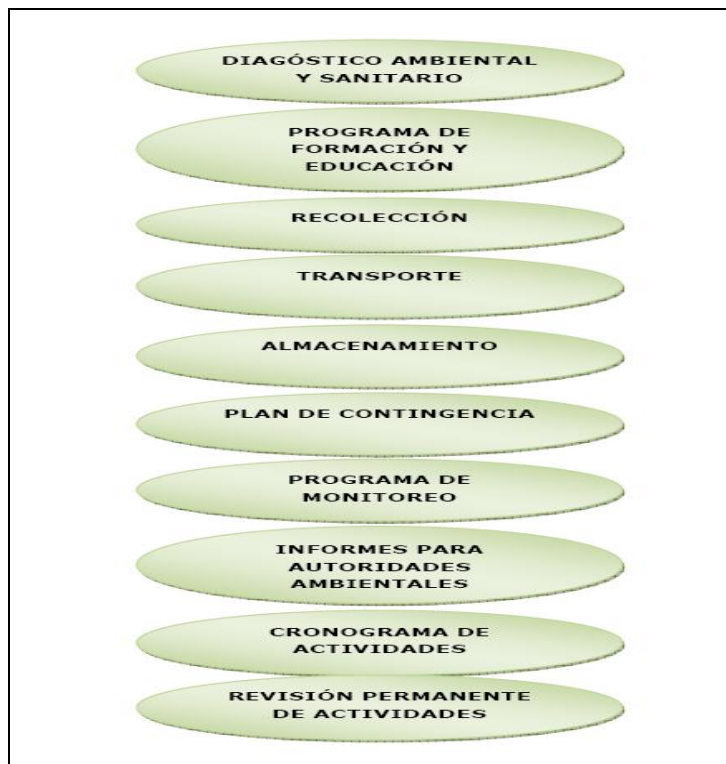 DIAGÓSTICO AMBIENTAL
Y SANITARIO
PROGRAMA DE
FORMACIÓN Y
EDUCACIÓN
RECOLECCIÓN
TRANSPORTE
ALMACENAMIENTO
PLAN DE CONTINGENCIA
PROGRAMA DE
MONITOREO
INFORMES PARA
AUTORIDADES
AMBIENTALES
CRONOGRAMA DE
ACTIVIDADES
REVISIÓN PERMANENTE
DE ACTIVIDADES